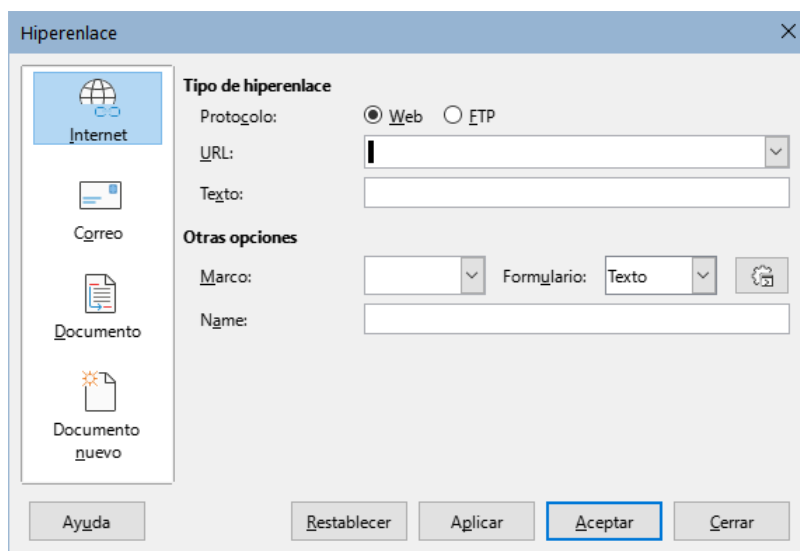 Hiperenlace
Internet
Correo
Documento
Documento
nuevo
Tipo de hiperenlace
Protocolo: Web FTP
URL:
Texto:
Otras opciones
Marco: Formulario: Texto
Name:
Ayuda Restablecer Aplicar Aceptar Cerrar